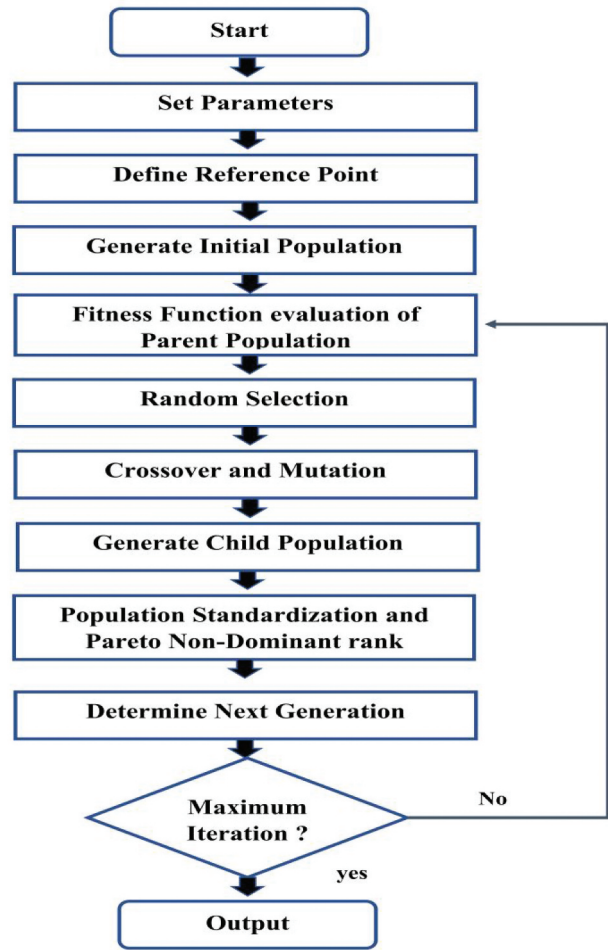 Start
Set Parameters
Define Reference Point
Generate Initial Population
Fitness Function evaluation of
Parent Population
Random Selection
Crossover and Mutation
Generate Child Population
Population Standardization and
Pareto Non-Dominant rank
Determine Next Generation
Maximum
Iteration ?
No
yes
Output